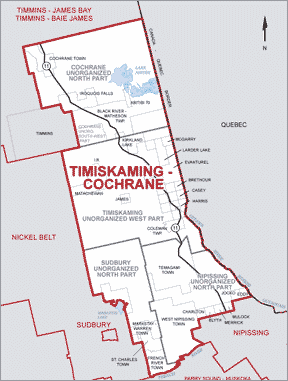 TIMMINS - JAMES BAY
TIMMINS - BAIE JAMES
N
COCHRANE TOWN
COCHRANE
UNORGANIZED
NORTH PART
LAKE
ABITIBI
11
IROQUOIS FALLS
ABITIBI 70
BLACK RIVER -
MATHESON
TWP
TIMMINS
COCHRANE
UNORG.
SOUTH-WEST
PART
KIRKLAND
LAKE
MCGARRY
LARDER LAKE
EVANTUREL
QUEBEC
TIMISKAMING -
COCHRANE
BRETHOUR
CASEY
HARRIS
MATACHEWAN
JAMES
TIMISKAMING
UNORGANIZED WEST PART
COLEMAN
TWP
11
NICKEL BELT
SUDBURY
UNORGANIZED
NORTH PART
TEMAGAMI
TOWN
NIPISSING
UNORGANIZED
NORTH PART
JOCKO
CHARLTON
WEST NIPISSING
TOWN
BLYTH
MULOCK
MERRICK
SUDBURY
MARKSTAY-
WARREN
TOWN
NIPISSING
ST. CHARLES
TOWN
FRENCH
RIVER
TOWN
PARRY SOUND - MUSKOKA